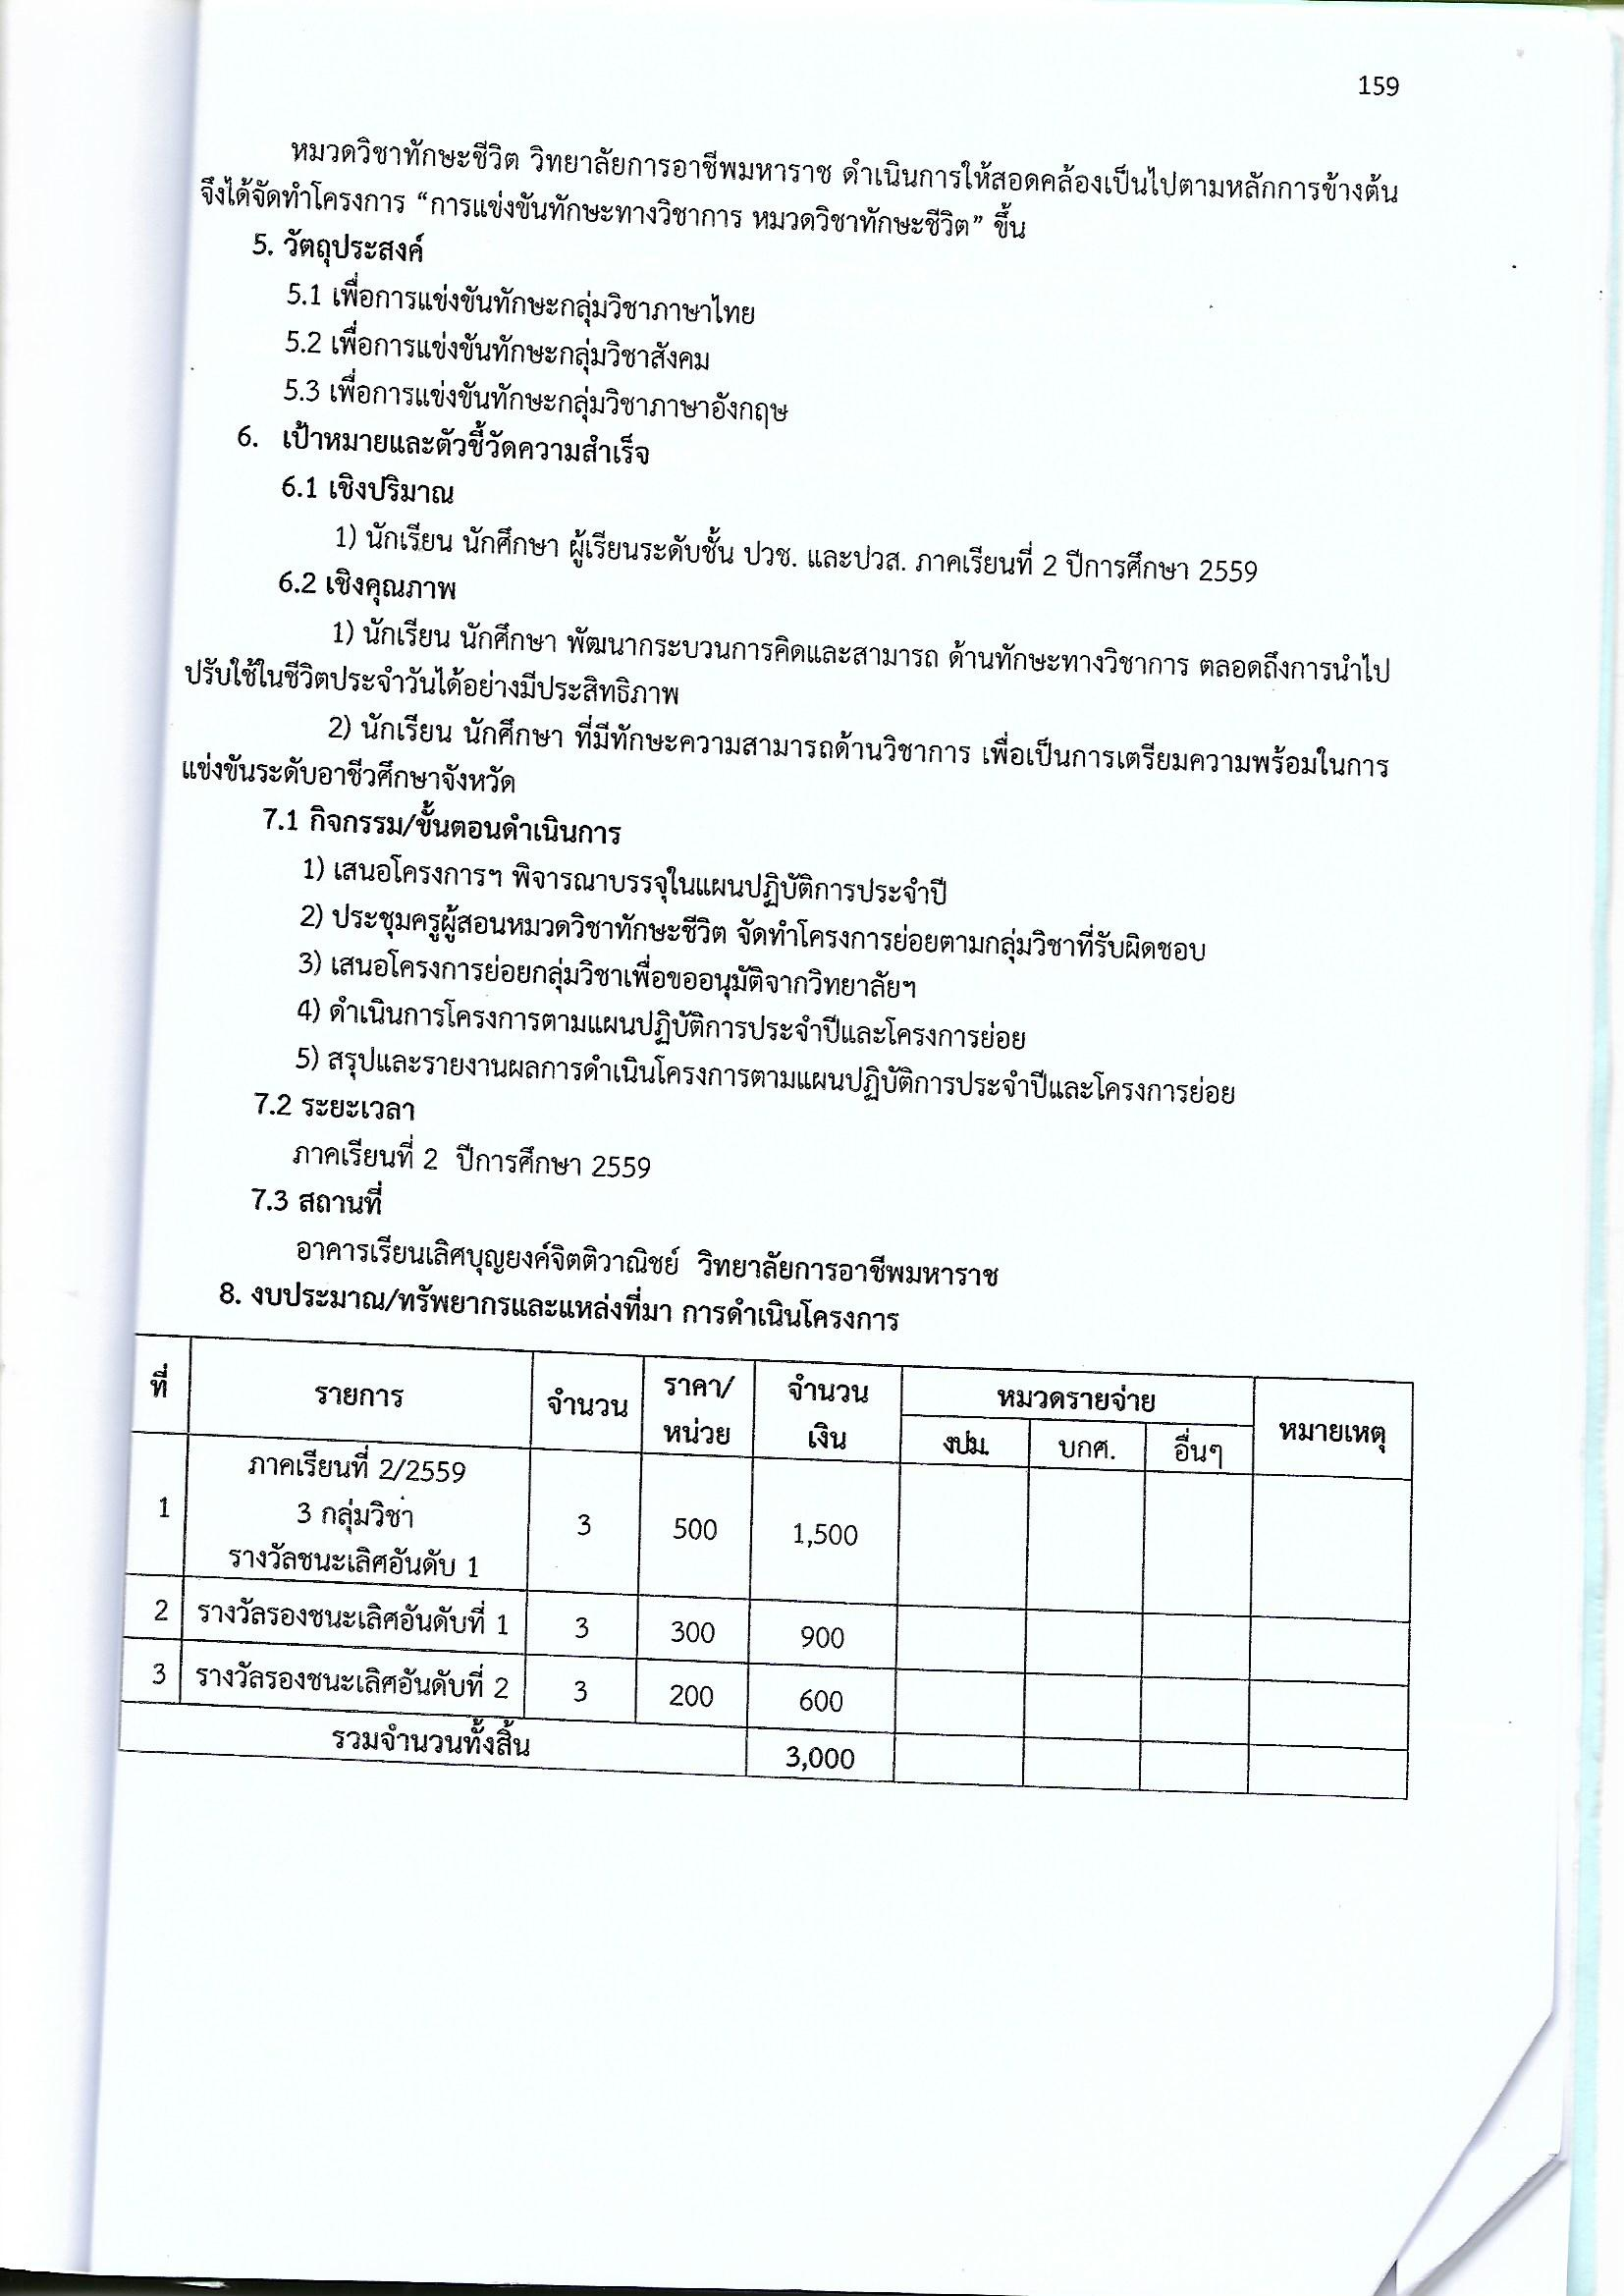 159
หมวดวิชาทักษะชีวิต วิทยาลัยการอาชีพมหาราช ดำเนินการให้สอดคล้องเป็นไปตามหลักการข้างต้น
จึงได้จัดทำโครงการ “การแข่งขันทักษะทางวิชาการ หมวดวิชาทักษะชีวิต” ขึ้น
5. วัตถุประสงค์
5.1 เพื่อการแข่งขันทักษะกลุ่มวิชาภาษาไทย
5.2 เพื่อการแข่งขันทักษะกลุ่มวิชาสังคม
5.3 เพื่อการแข่งขันทักษะกลุ่มวิชาภาษาอังกฤษ
6. เป้าหมายและตัวชี้วัดความสำเร็จ
6.1 เชิงปริมาณ
1) นักเรียน นักศึกษา ผู้เรียนระดับชั้น ปวช. และปวส. ภาคเรียนที่ 2 ปีการศึกษา 2559
6.2 เชิงคุณภาพ
1) นักเรียน นักศึกษา พัฒนากระบวนการคิดและสามารถ ด้านทักษะทางวิชาการ ตลอดถึงการนำไป
ปรับใช้ในชีวิตประจำวันได้อย่างมีประสิทธิภาพ
2) นักเรียน นักศึกษา ที่มีทักษะความสามารถด้านวิชาการ เพื่อเป็นการเตรียมความพร้อมในการ
แข่งขันระดับอาชีวศึกษาจังหวัด
7.1 กิจกรรม/ขั้นตอนดำเนินการ
1) เสนอโครงการฯ พิจารณาบรรจุในแผนปฏิบัติการประจำปี
2) ประชุมครูผู้สอนหมวดวิชาทักษะชีวิต จัดทำโครงการย่อยตามกลุ่มวิชาที่รับผิดชอบ
3) เสนอโครงการย่อยกลุ่มวิชาเพื่อขออนุมัติจากวิทยาลัยฯ
4) ดำเนินการโครงการตามแผนปฏิบัติการประจำปีและโครงการย่อย
5) สรุปและรายงานผลการดำเนินโครงการตามแผนปฏิบัติการประจำปีและโครงการย่อย
7.2 ระยะเวลา
ภาคเรียนที่ 2 ปีการศึกษา 2559
7.3 สถานที่
อาคารเรียนเลิศบุญยงค์จิตติวาณิชย์ วิทยาลัยการอาชีพมหาราช
8. งบประมาณ/ทรัพยากรและแหล่งที่มา การดำเนินโครงการ
ที่ รายการ จำนวน ราคา/ จำนวน หมวดรายจ่าย หมายเหตุ
หน่วย เงิน งปม. บกศ. อื่นๆ
ภาคเรียนที่ 2/2559
1 3 กลุ่มวิชา 3 500 1,500
รางวัลชนะเลิศอันดับ 1
2 รางวัลรองชนะเลิศอันดับที่ 1 3 300 900
3 รางวัลรองชนะเลิศอันดับที่ 2 3 200 600
รวมจำนวนทั้งสิ้น 3,000